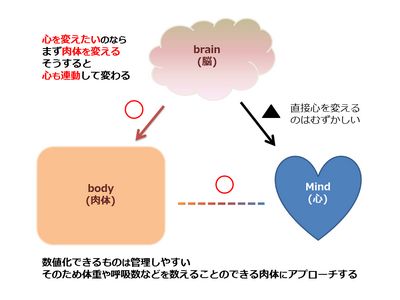 心を変えたいのなら
まず肉体を変える
そうすると
心も連動して変わる
brain
(脳)
直接心を変える
のはむずかしい
body
(肉体)
Mind
(心)
数値化できるものは管理しやすい
そのため体重や呼吸数などを数えることのできる肉体にアプローチする